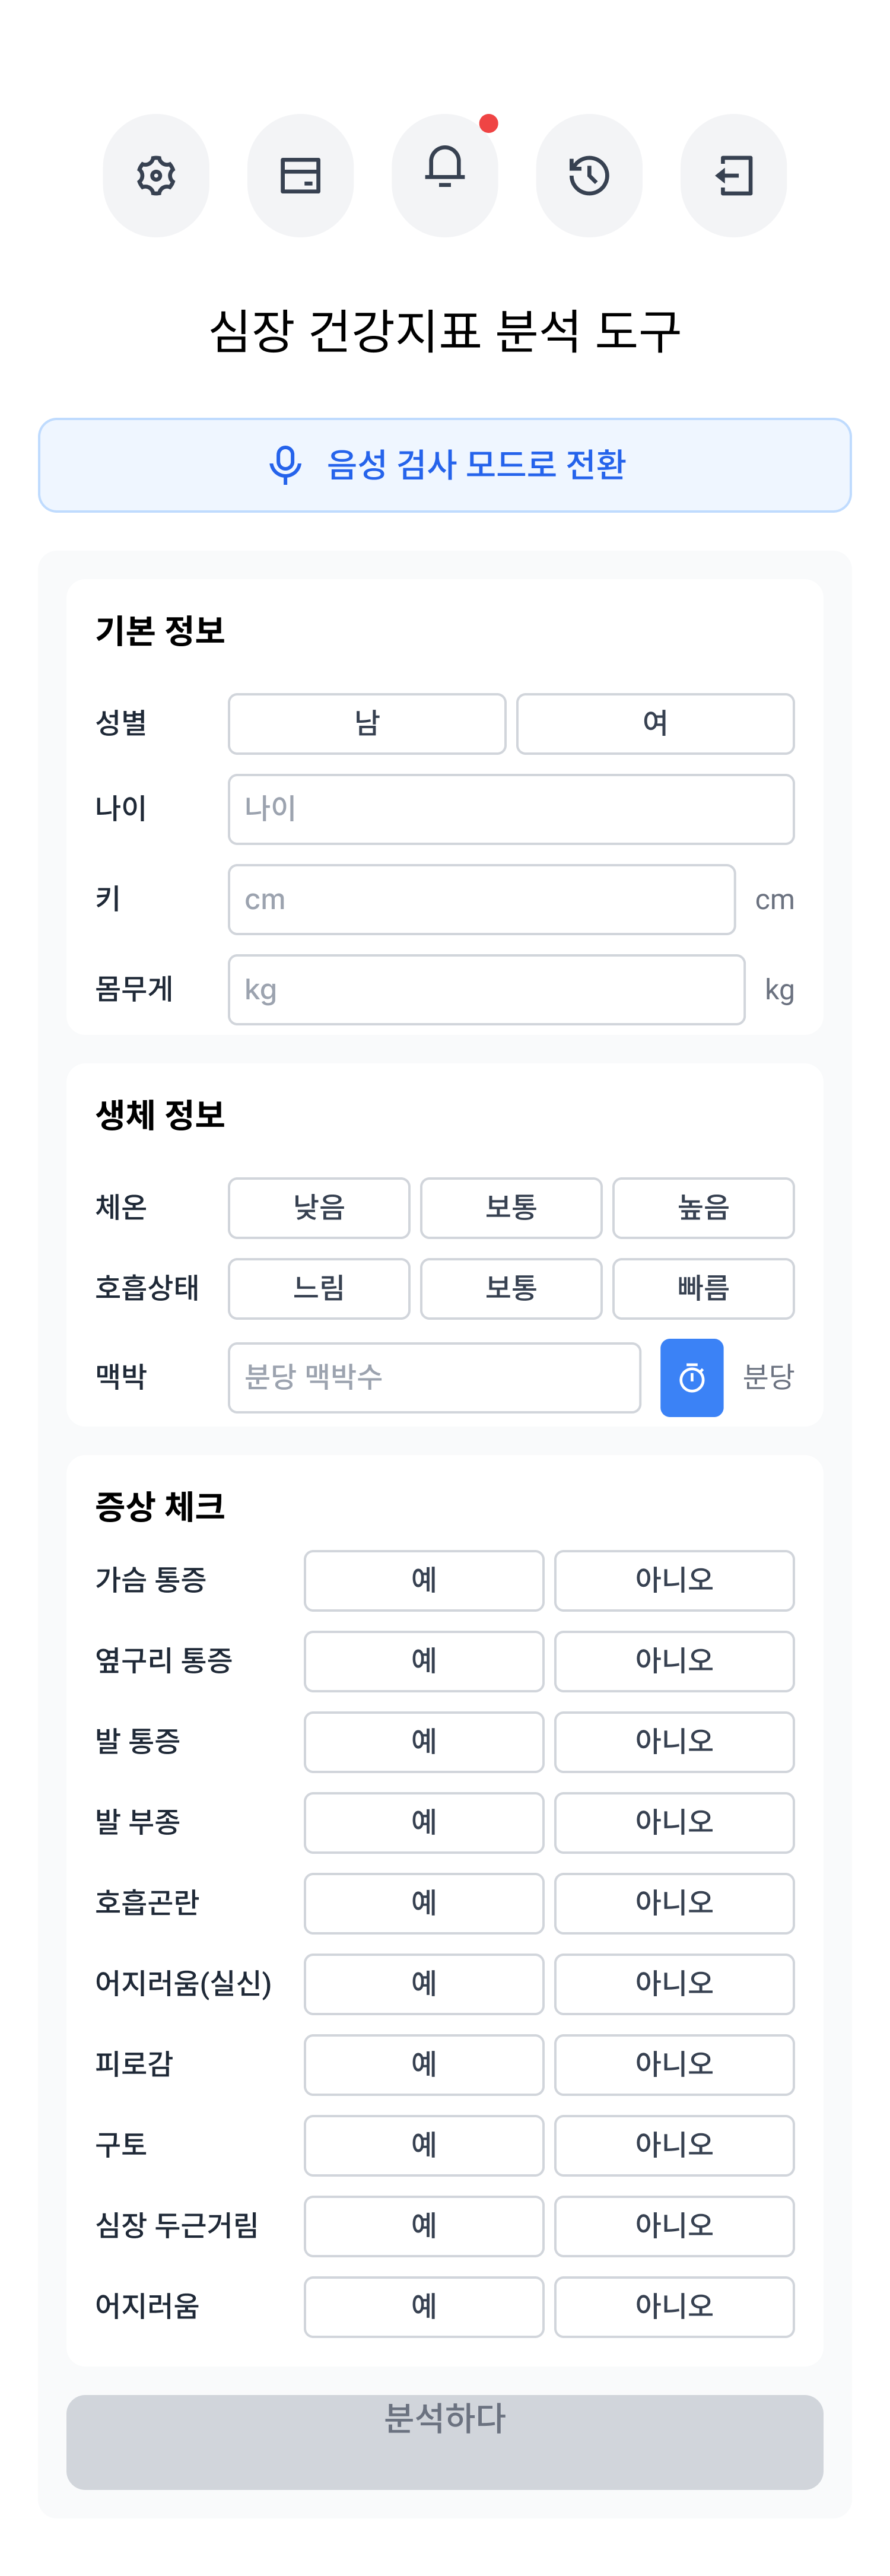 심장 건강지표 분석 도구
음성 검사 모드로 전환
기본 정보
성별 남 여
나이 나이
키 cm cm
몸무게 kg kg
생체 정보
체온 낮음 보통 높음
호흡상태 느림 보통 빠름
맥박 분당 맥박수 분당
증상 체크
가슴 통증 예 아니오
옆구리 통증 예 아니오
발 통증 예 아니오
발 부종 예 아니오
호흡곤란 예 아니오
어지러움(실신) 예 아니오
피로감 예 아니오
구토 예 아니오
심장 두근거림 예 아니오
어지러움 예 아니오
분석하다